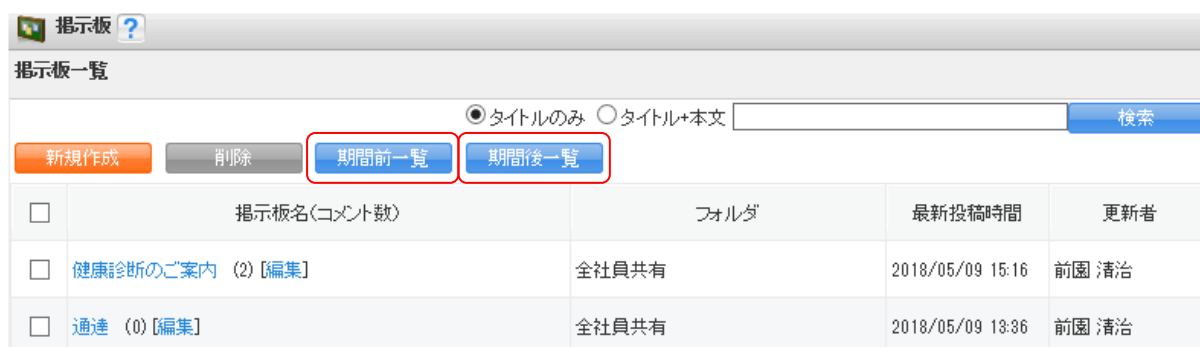 掲示板 ?
掲示板一覧
タイトルのみ タイトル+本文 検索
新規作成 削除 期間前一覧 期間後一覧
掲示板名(コメント数) フォルダ 最新投稿時間 更新者
健康診断のご案内 (2) [編集] 全社員共有 2018/05/09 15:16 前園 清治
通達 (0) [編集] 全社員共有 2018/05/09 13:36 前園 清治